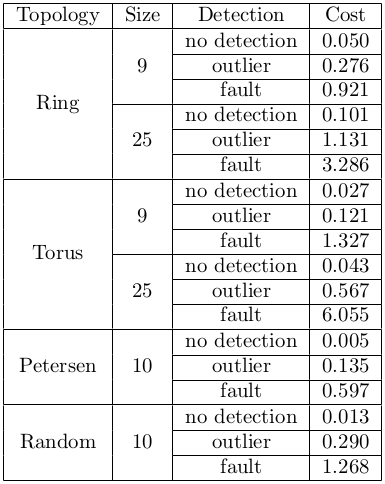 Topology Size Detection Cost
Ring 9 no detection 0.050
outlier 0.276
fault 0.921
25 no detection 0.101
outlier 1.131
fault 3.286
Torus 9 no detection 0.027
outlier 0.121
fault 1.327
25 no detection 0.043
outlier 0.567
fault 6.055
Petersen 10 no detection 0.005
outlier 0.135
fault 0.597
Random 10 no detection 0.013
outlier 0.290
fault 1.268